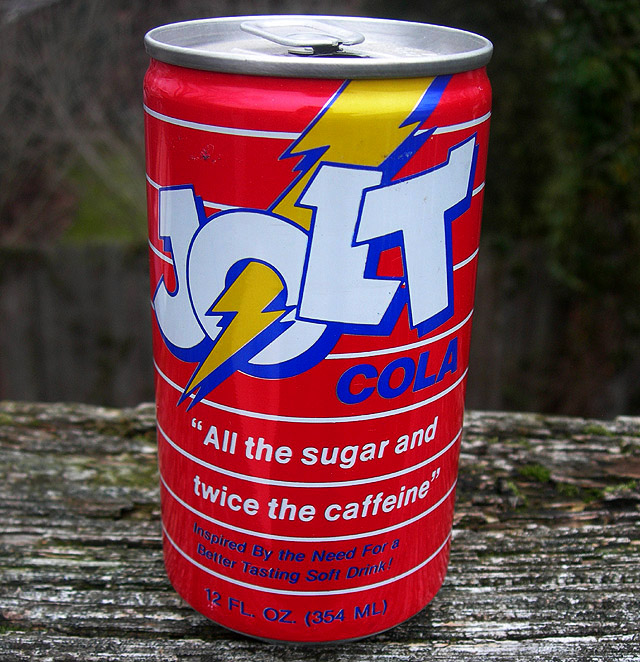 JOLT
COLA
“All the sugar and
twice the caffeine”
Inspired By the Need For a
Better Tasting Soft Drink!
12 FL. OZ. (354 ML)